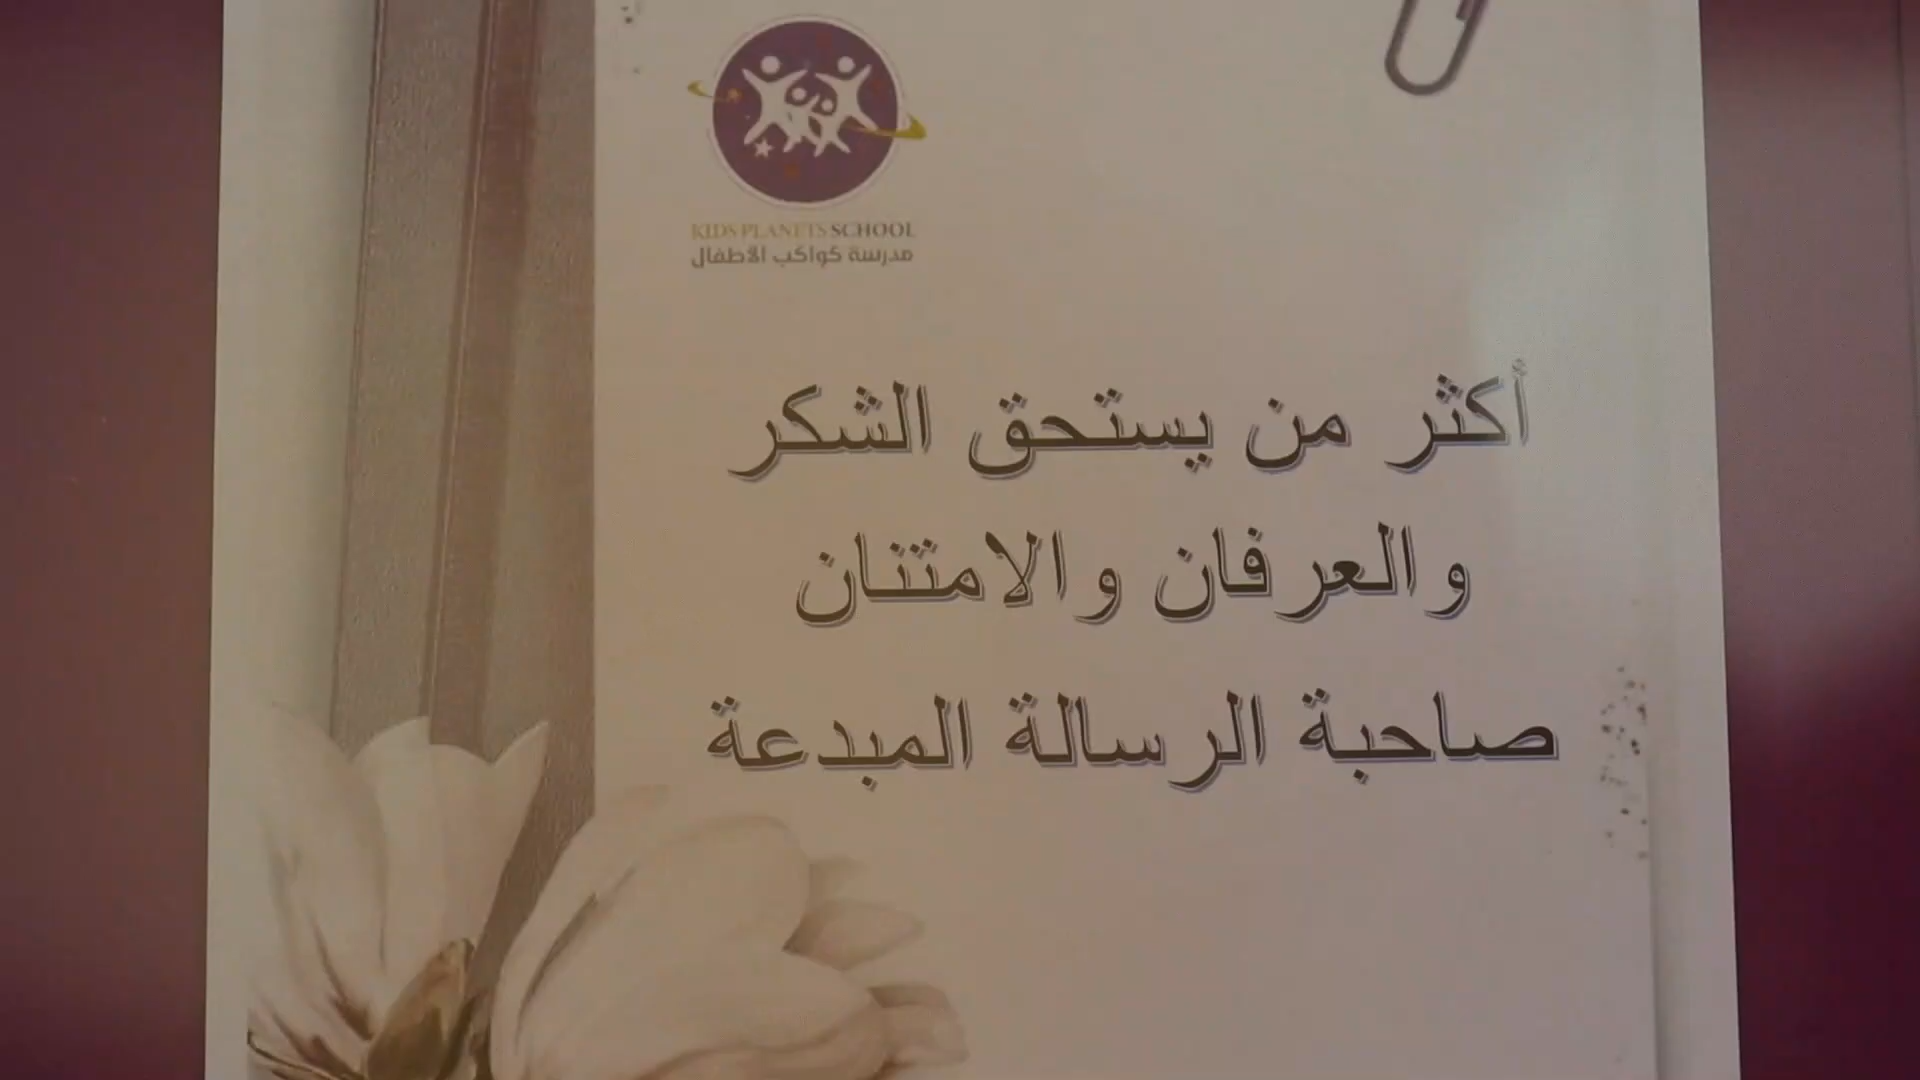 KIDS PLANETS SCHOOL
مدرسة كواكب الأطفال
أكثر من يستحق الشكر
والعرفان والامتنان
صاحبة الرسالة المبدعة